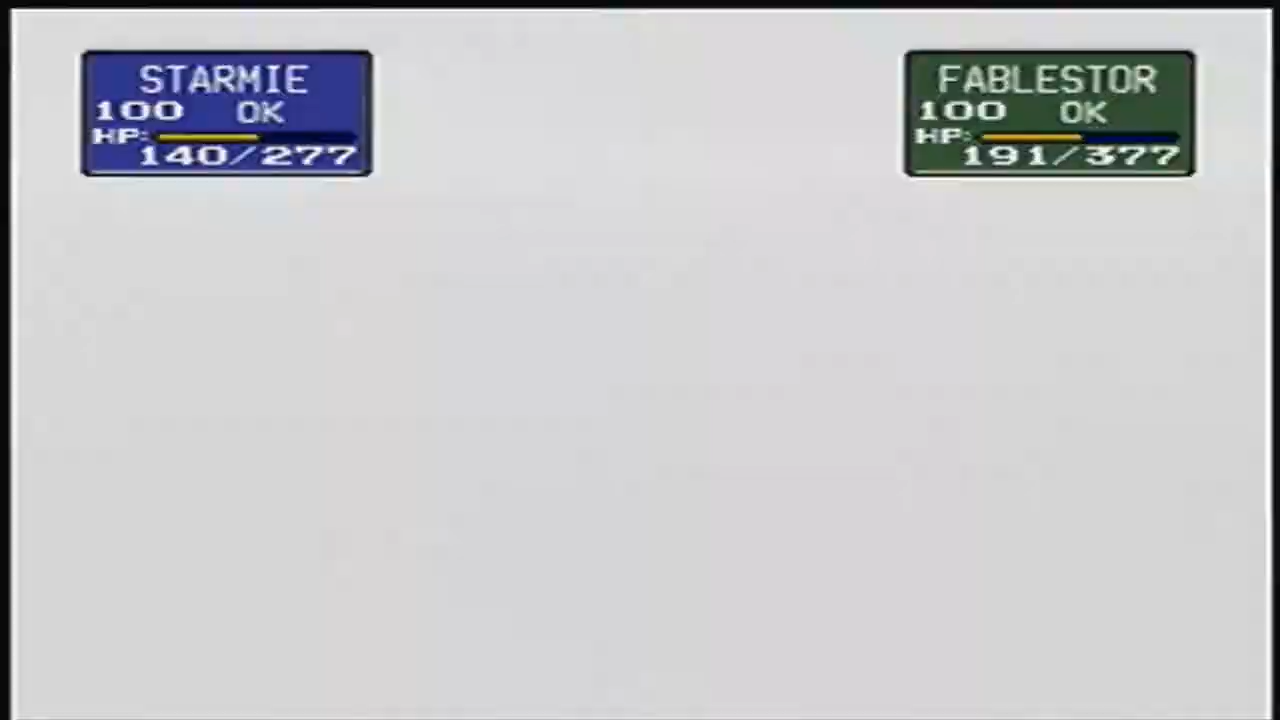 STARMIE
100 OK
HP:
140/277
FABLESTOR
100 OK
HP:
191/377